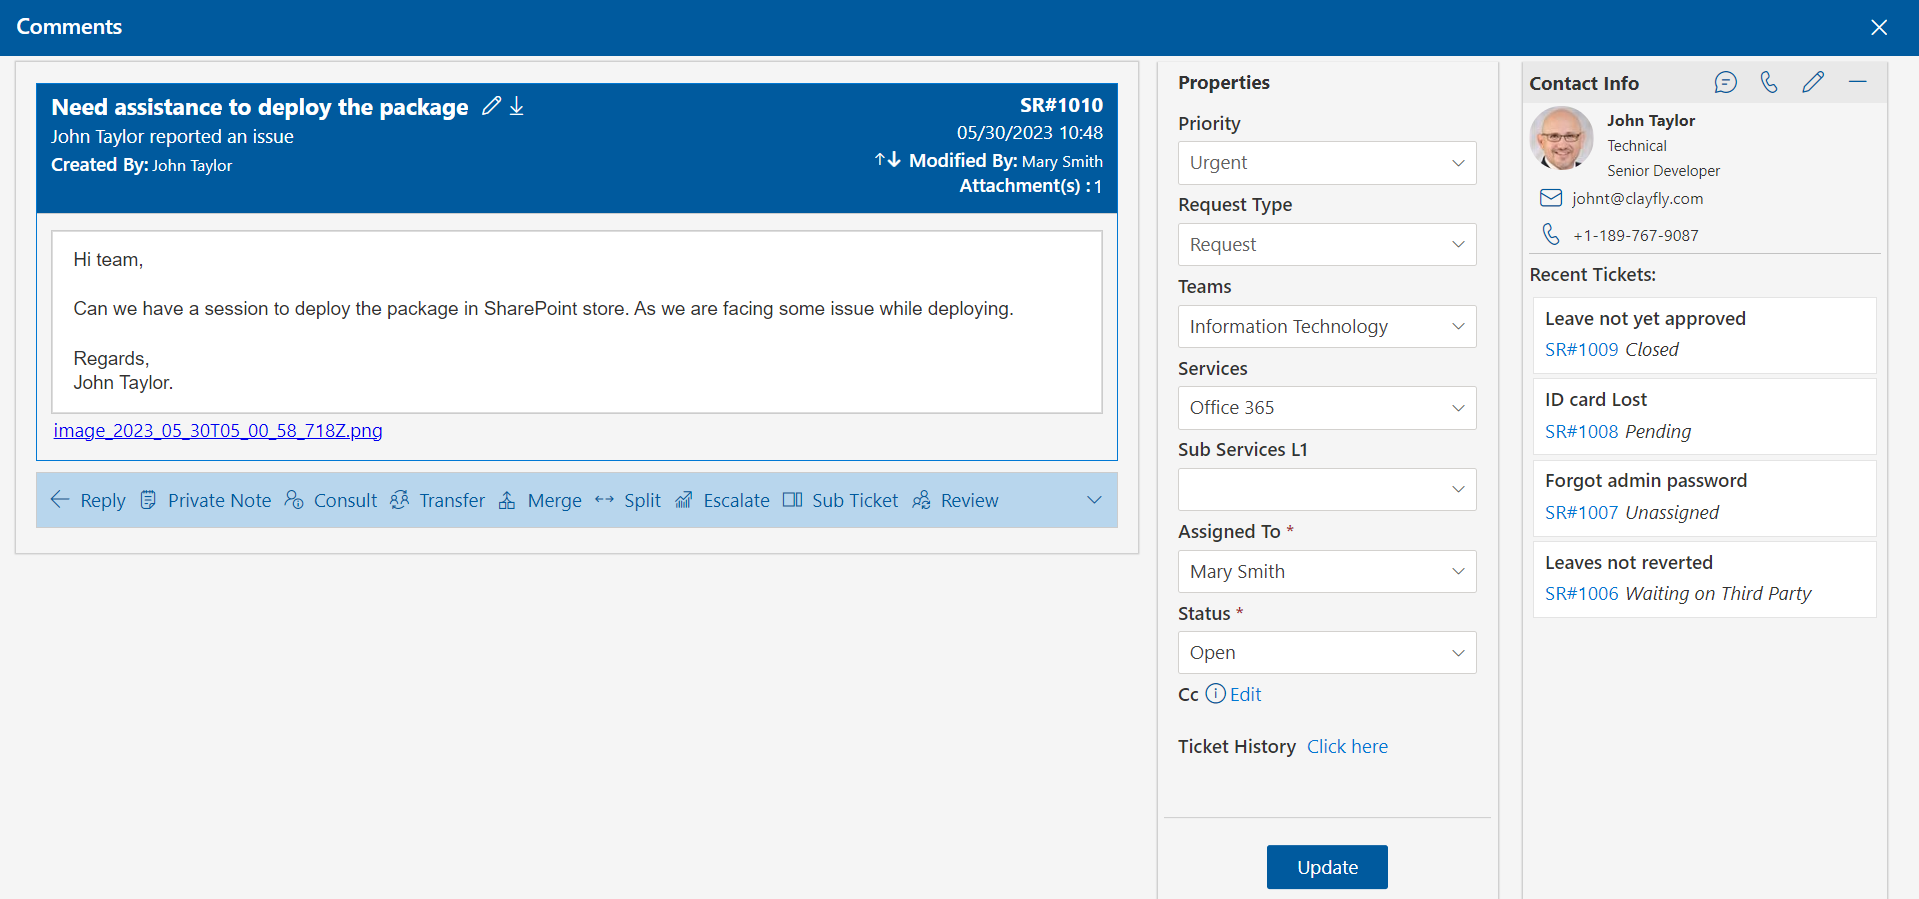 Comments
Need assistance to deploy the package
John Taylor reported an issue
Created By: John Taylor
SR#1010
05/30/2023 10:48
Modified By: Mary Smith
Attachment(s) : 1
Hi team,
Can we have a session to deploy the package in SharePoint store. As we are facing some issue while deploying.
Regards,
John Taylor.
image_2023_05_30T05_00_58_718Z.png
Reply Private Note Consult Transfer Merge Split Escalate Sub Ticket Review
Properties
Priority
Urgent
Request Type
Request
Teams
Information Technology
Services
Office 365
Sub Services L1
Assigned To *
Mary Smith
Status *
Open
Cc Edit
Ticket History Click here
Update
Contact Info
John Taylor
Technical
Senior Developer
johnt@clayfly.com
+1-189-767-9087
Recent Tickets:
Leave not yet approved
SR#1009 Closed
ID card Lost
SR#1008 Pending
Forgot admin password
SR#1007 Unassigned
Leaves not reverted
SR#1006 Waiting on Third Party